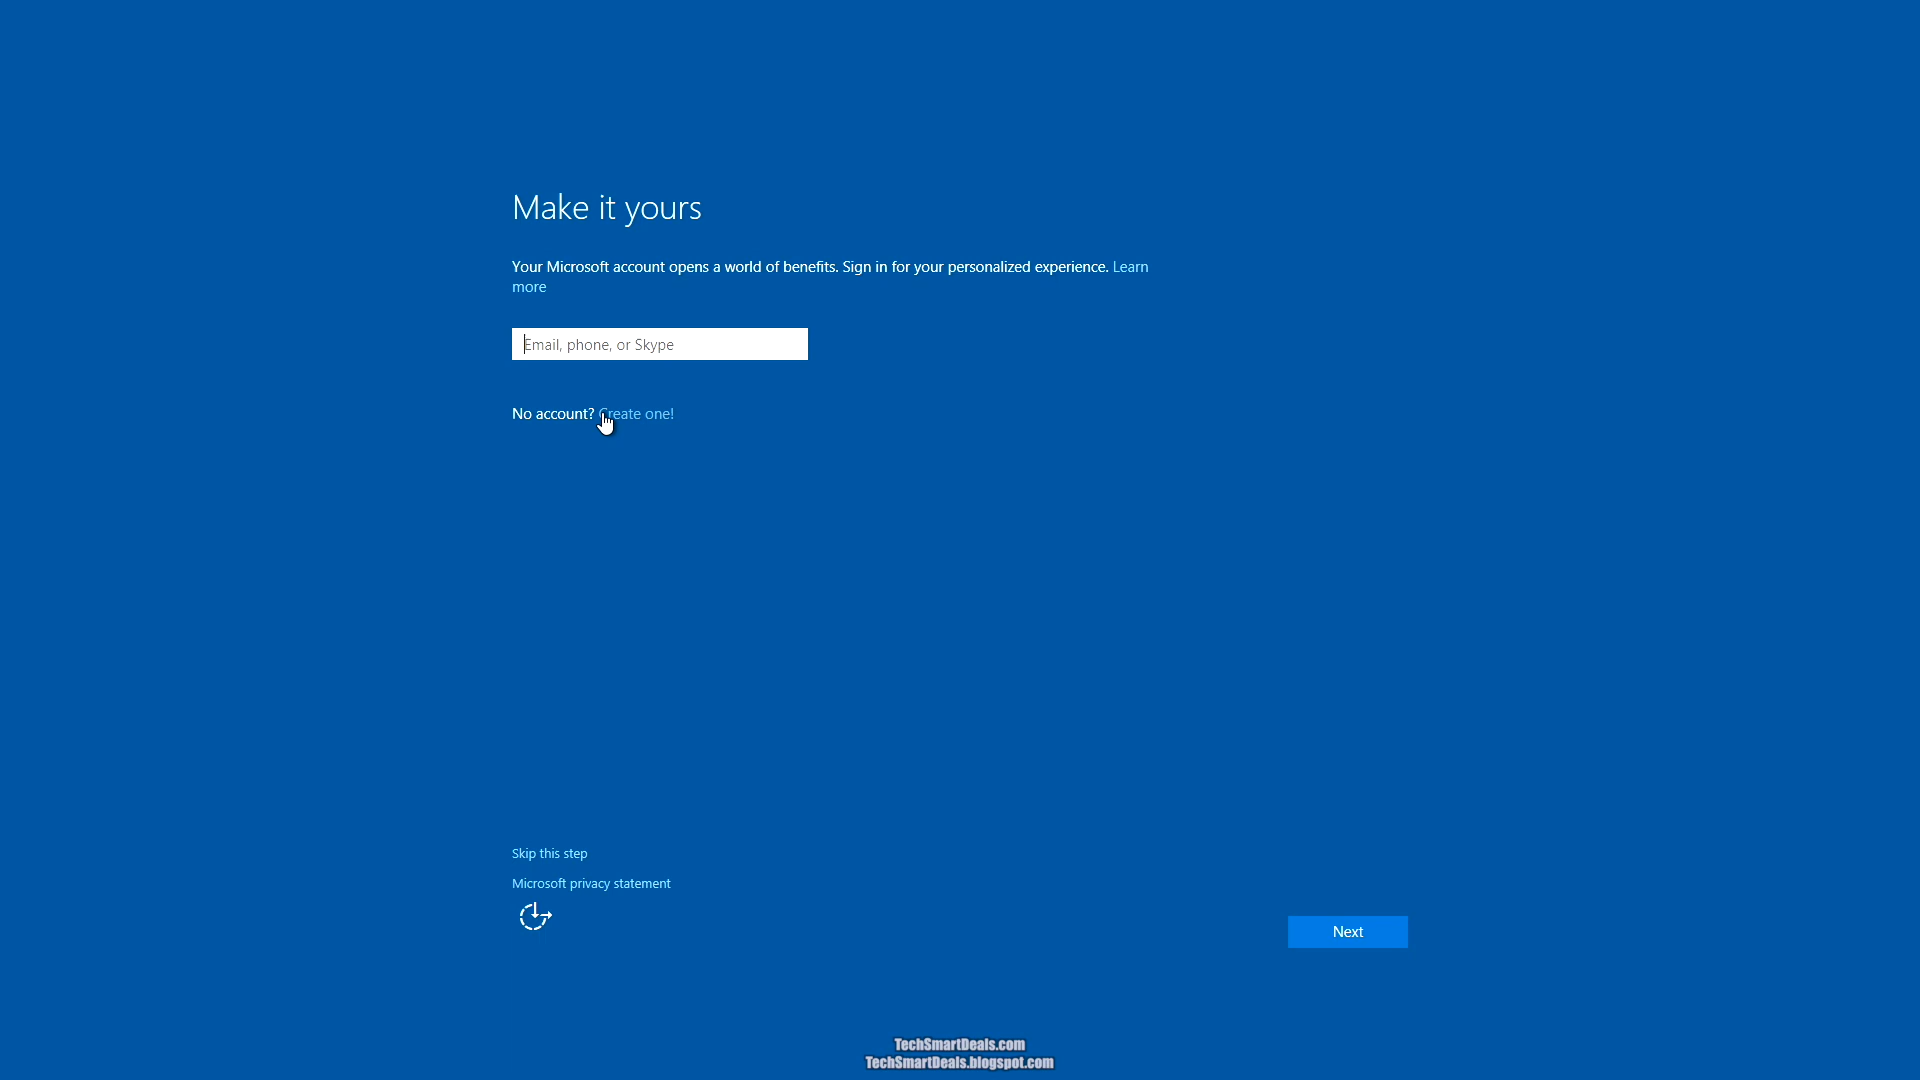 Make it yours
Your Microsoft account opens a world of benefits. Sign in for your personalized experience. Learn
more
Email, phone, or Skype
No account? Create one!
Skip this step
Microsoft privacy statement
Next
TechSmartDeals.com
TechSmartDeals.blogspot.com